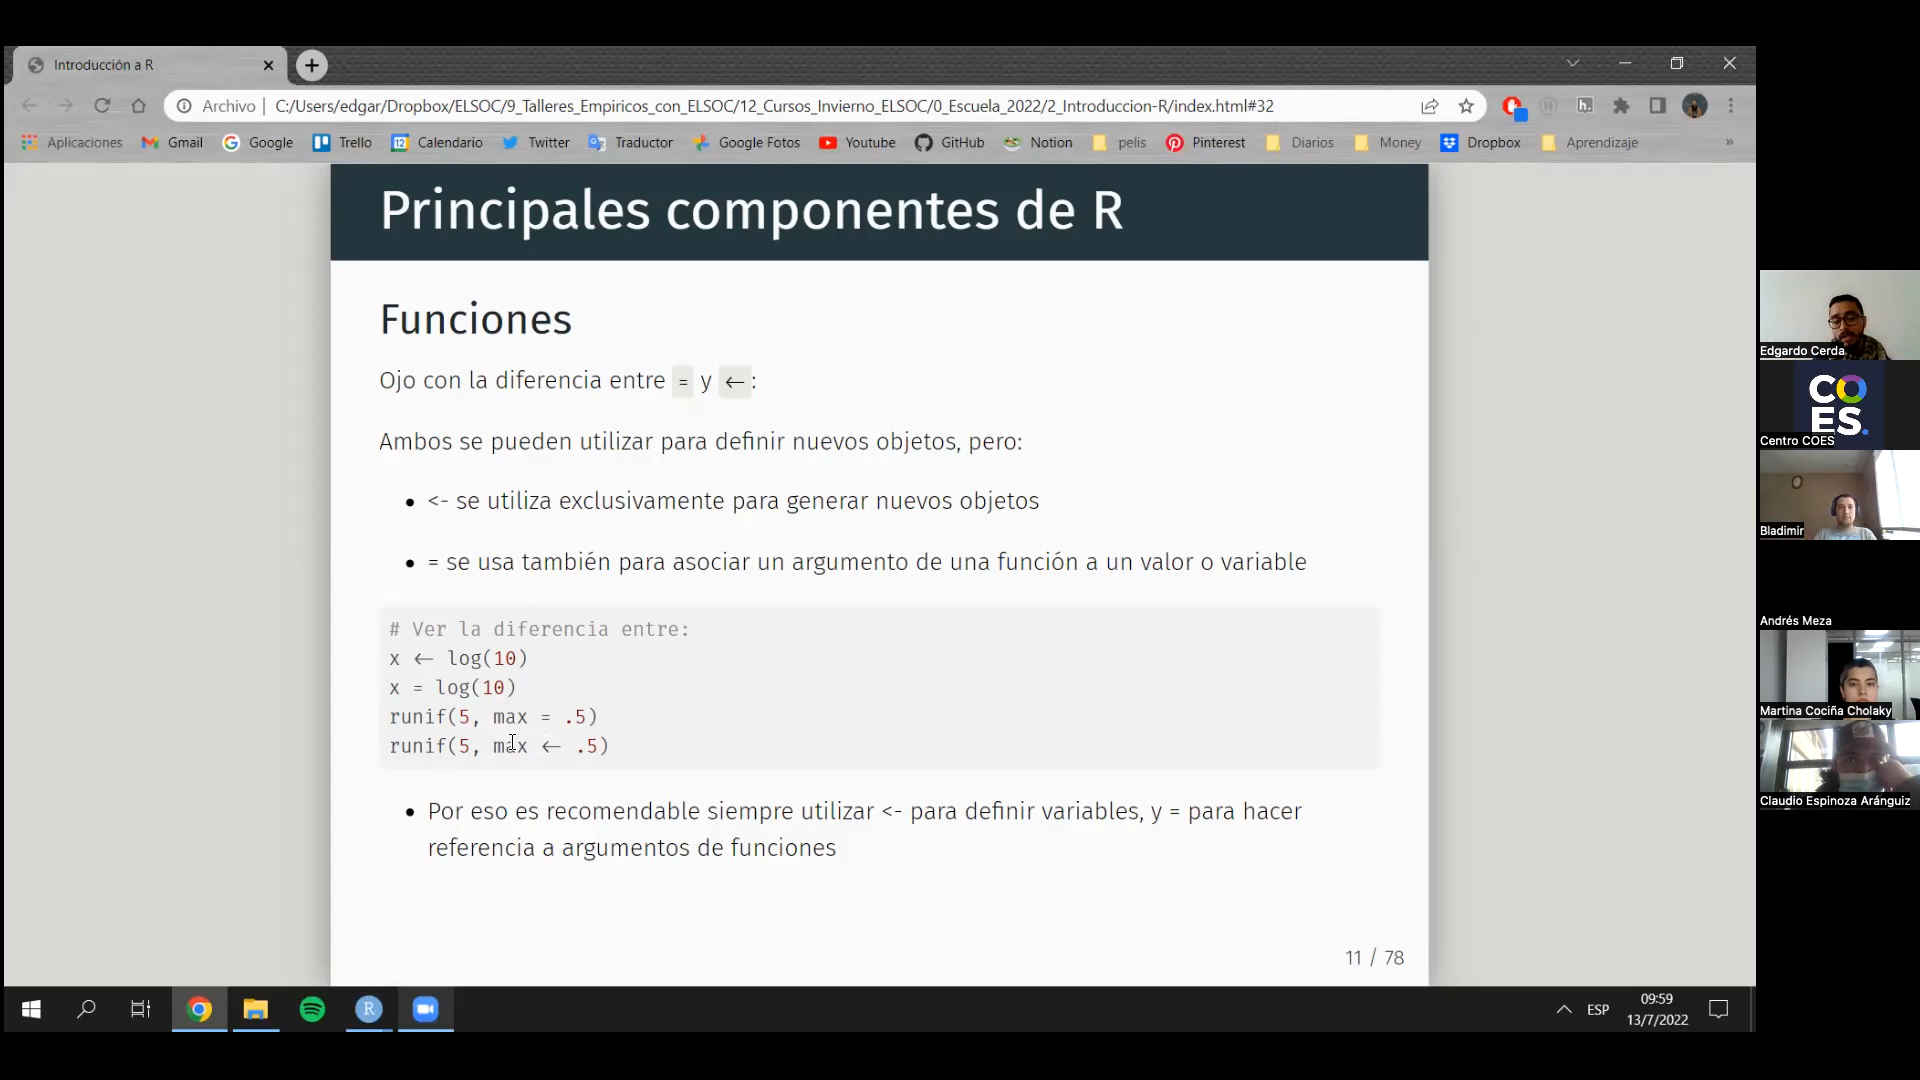 Introducción a R
Archivo | C:/Users/edgar/Dropbox/ELSOC/9_Talleres_Empiricos_con_ELSOC/12_Cursos_Invierno_ELSOC/0_Escuela_2022/2_Introduccion-R/index.html#32
Aplicaciones Gmail Google Trello 12 Calendario Twitter Traductor Google Fotos Youtube GitHub Notion pelis Pinterest Diarios Money Dropbox Aprendizaje »
Principales componentes de R
Funciones
Ojo con la diferencia entre = y ←:
Ambos se pueden utilizar para definir nuevos objetos, pero:
• <- se utiliza exclusivamente para generar nuevos objetos
• = se usa también para asociar un argumento de una función a un valor o variable
# Ver la diferencia entre:
x ← log(10)
x = log(10)
runif(5, max = .5)
runif(5, max ← .5)
• Por eso es recomendable siempre utilizar <- para definir variables, y = para hacer
referencia a argumentos de funciones
11 / 78
Edgardo Cerda
CO
ES.
Centro COES
Bladimir
Andrés Meza
Martina Cociña Cholaky
Claudio Espinoza Aránguiz
R
ESP
09:59
13/7/2022